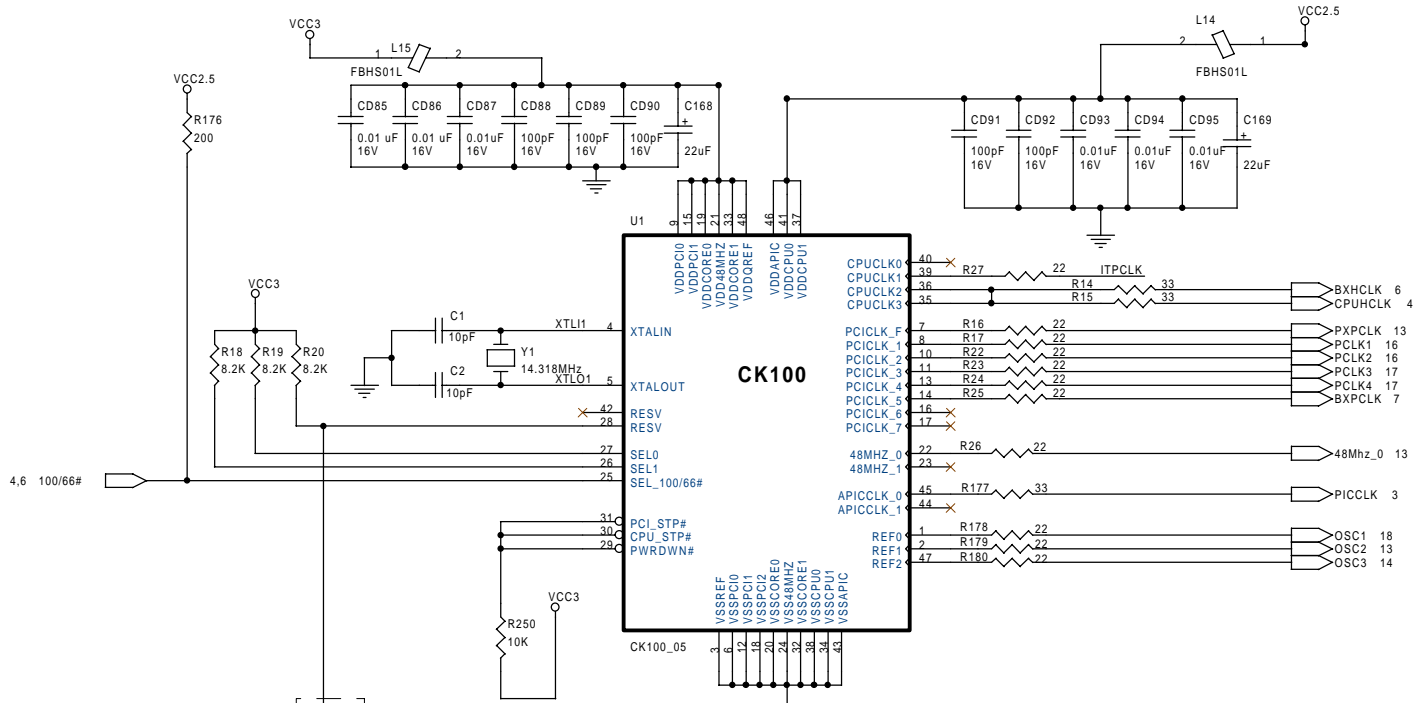 VCC3
L15
1
2
FBHS01L
VCC2.5
L14
2
1
FBHS01L
VCC2.5
R176
200
CD85
0.01 uF
16V
CD86
0.01 uF
16V
CD87
0.01uF
16V
CD88
100pF
16V
CD89
100pF
16V
CD90
100pF
16V
C168
+
22uF
CD91
100pF
16V
CD92
100pF
16V
CD93
0.01uF
16V
CD94
0.01uF
16V
CD95
0.01uF
16V
C169
+
22uF
U1
9 15 19 21 33 48
46 41 37
VDDPCI0
VDDPCI1
VDDCORE0
VDD48MHZ
VDDCORE1
VDDQREF
VDDAPIC
VDDCPU0
VDDCPU1
VCC3
R18
8.2K
R19
8.2K
R20
8.2K
C1
10pF
C2
10pF
Y1
14.318MHz
XTLI1
4 XTALIN
XTLO1
5 XTALOUT
42 RESV
28 RESV
27 SEL0
26 SEL1
25 SEL_100/66#
4,6 100/66#
31 PCI_STP#
30 CPU_STP#
29 PWRDWN#
R250
10K
VCC3
CK100
CK100_05
CPUCLK0 40
CPUCLK1 39 R27 22 ITPCLK
CPUCLK2 36 R14 33 BXHCLK 6
CPUCLK3 35 R15 33 CPUHCLK 4
PCICLK_F 7 R16 22 PXPCLK 13
PCICLK_1 8 R17 22 PCLK1 16
PCICLK_2 10 R22 22 PCLK2 16
PCICLK_3 11 R23 22 PCLK3 17
PCICLK_4 13 R24 22 PCLK4 17
PCICLK_5 14 R25 22 BXPCLK 7
PCICLK_6 16
PCICLK_7 17
48MHZ_0 22 R26 22 48Mhz_0 13
48MHZ_1 23
APICCLK_0 45 R177 33 PICCLK 3
APICCLK_1 44
REF0 1 R178 22 OSC1 18
REF1 2 R179 22 OSC2 13
REF2 47 R180 22 OSC3 14
VSSREF
VSSPCI0
VSSPCI1
VSSPCI2
VSSCORE0
VSS48MHZ
VSSCORE1
VSSCPU0
VSSCPU1
VSSAPIC
3 6 12 18 20 24 32 38 34 43